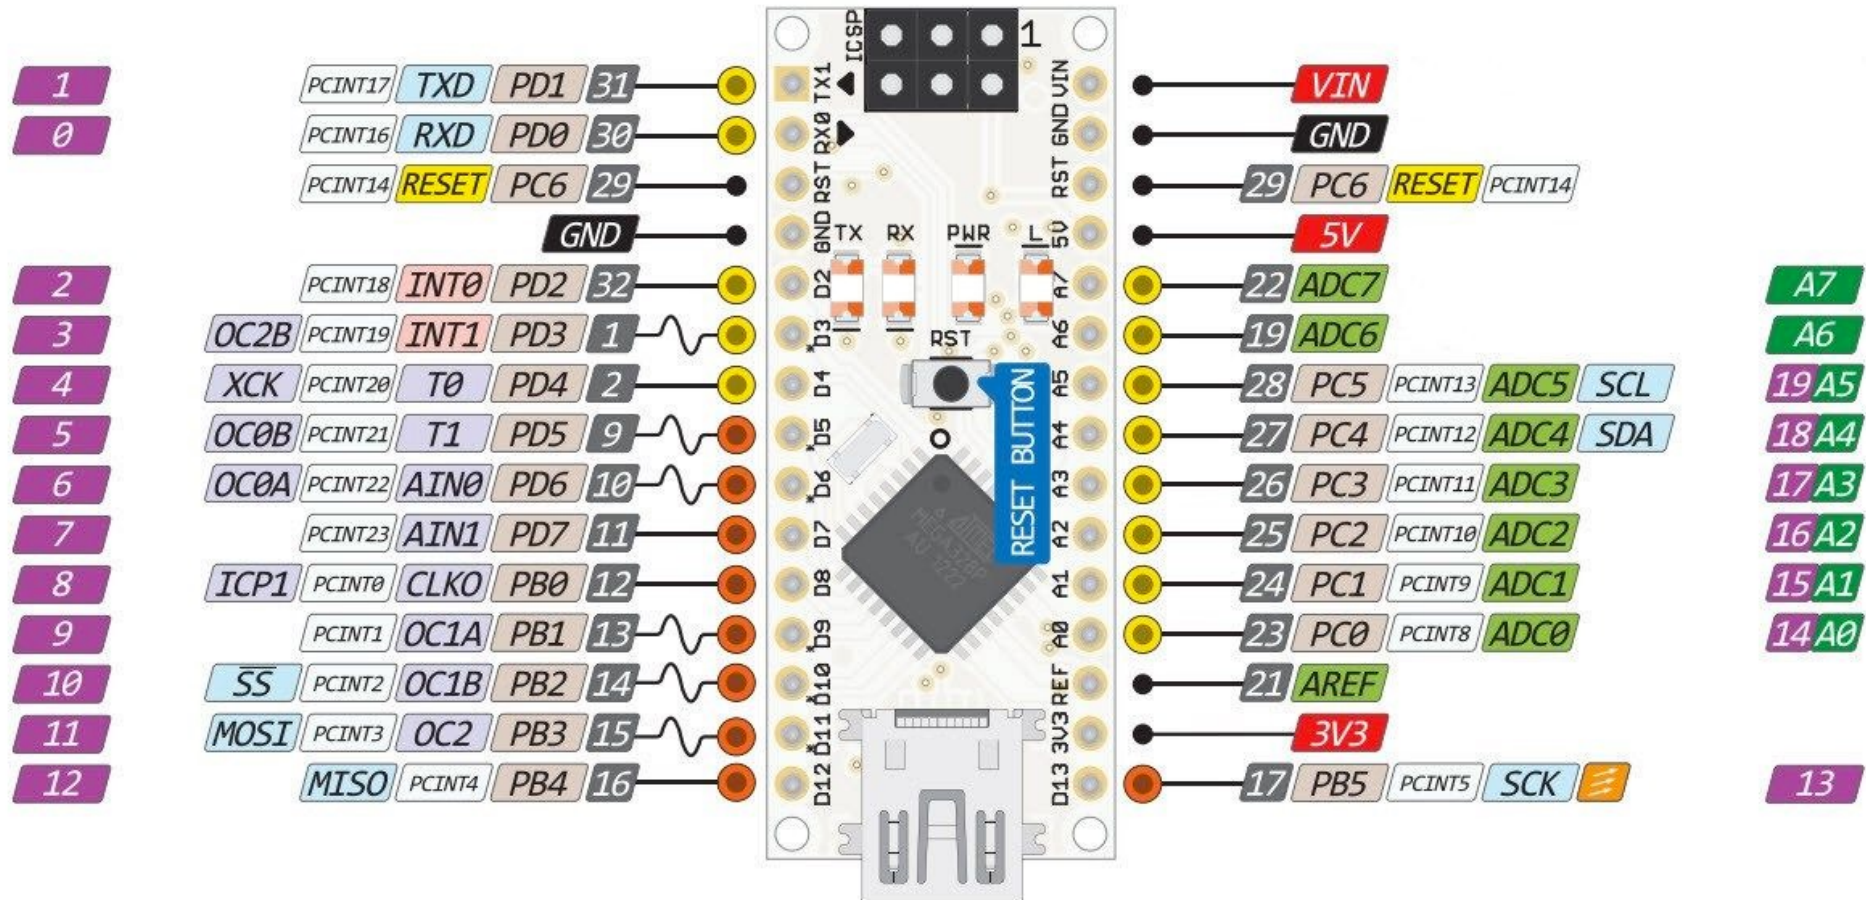 ICSP 1
1 PCINT17 TXD PD1 31 TX1 VIN VIN
0 PCINT16 RXD PD0 30 RX0 GND GND
PCINT14 RESET PC6 29 RST RST 29 PC6 RESET PCINT14
GND GND 5V 5V
TX RX PWR L
2 PCINT18 INT0 PD2 32 D2 A7 22 ADC7 A7
3 OC2B PCINT19 INT1 PD3 1 *D3 A6 19 ADC6 A6
RST
4 XCK PCINT20 T0 PD4 2 D4 A5 28 PC5 PCINT13 ADC5 SCL 19 A5
5 OC0B PCINT21 T1 PD5 9 *D5 A4 27 PC4 PCINT12 ADC4 SDA 18 A4
RESET BUTTON
6 OC0A PCINT22 AIN0 PD6 10 *D6 A3 26 PC3 PCINT11 ADC3 17 A3
7 PCINT23 AIN1 PD7 11 D7 A2 25 PC2 PCINT10 ADC2 16 A2
MEGA328P
AU 1222
8 ICP1 PCINT0 CLKO PB0 12 D8 A1 24 PC1 PCINT9 ADC1 15 A1
9 PCINT1 OC1A PB1 13 *D9 A0 23 PC0 PCINT8 ADC0 14 A0
10 SS PCINT2 OC1B PB2 14 *D10 REF 21 AREF
11 MOSI PCINT3 OC2 PB3 15 *D11 3V3 3V3
12 MISO PCINT4 PB4 16 D12 D13 17 PB5 PCINT5 SCK 13